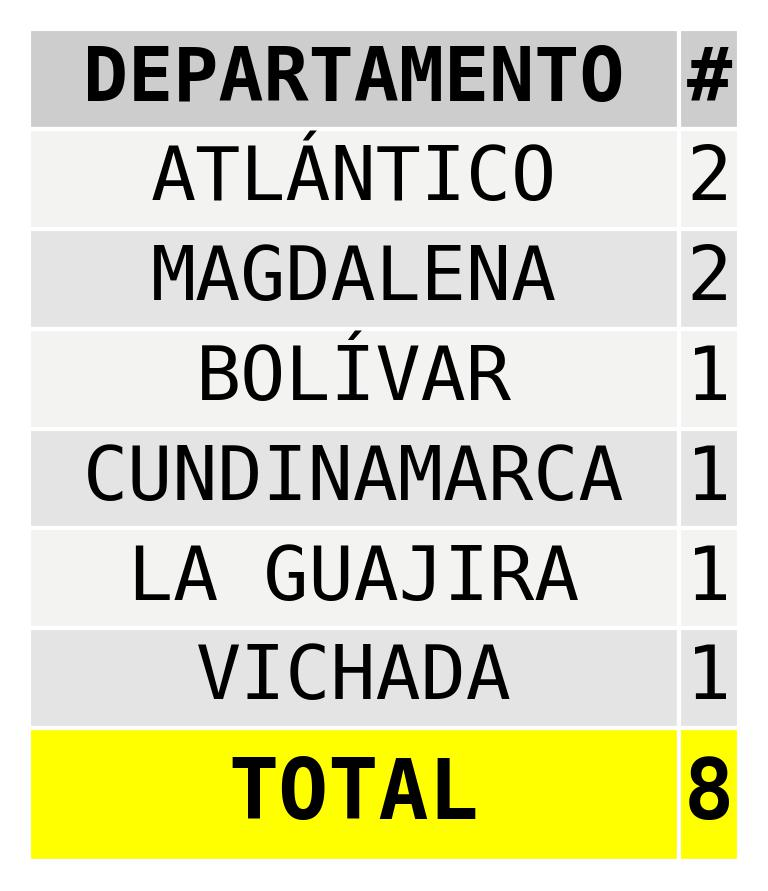 DEPARTAMENTO #
ATLÁNTICO 2
MAGDALENA 2
BOLÍVAR 1
CUNDINAMARCA 1
LA GUAJIRA 1
VICHADA 1
TOTAL 8